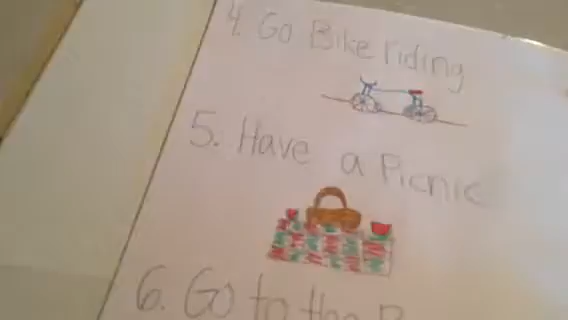 4. Go Bike riding
5. Have a Picnic
6. Go to the